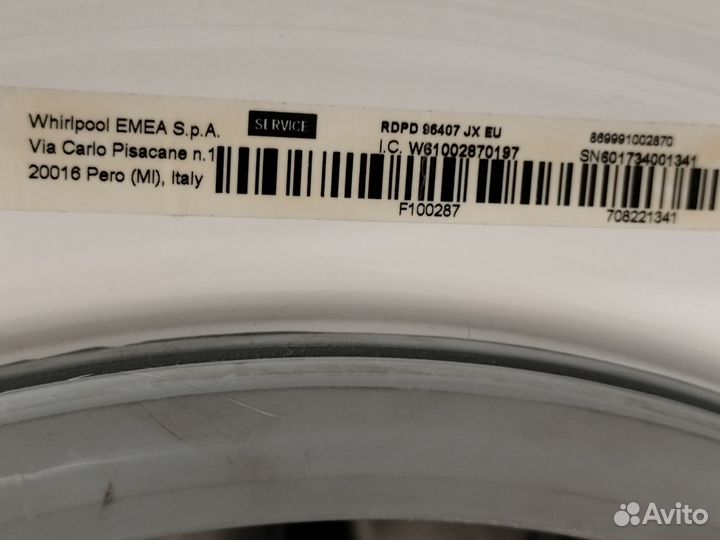 Whirlpool EMEA S.p.A.
Via Carlo Pisacane n.1
20016 Pero (MI), Italy
SERVICE
RDPD 96407 JX EU
I.C. W61002870197
F100287
869991002870
SN601734001341
708221341
Avito